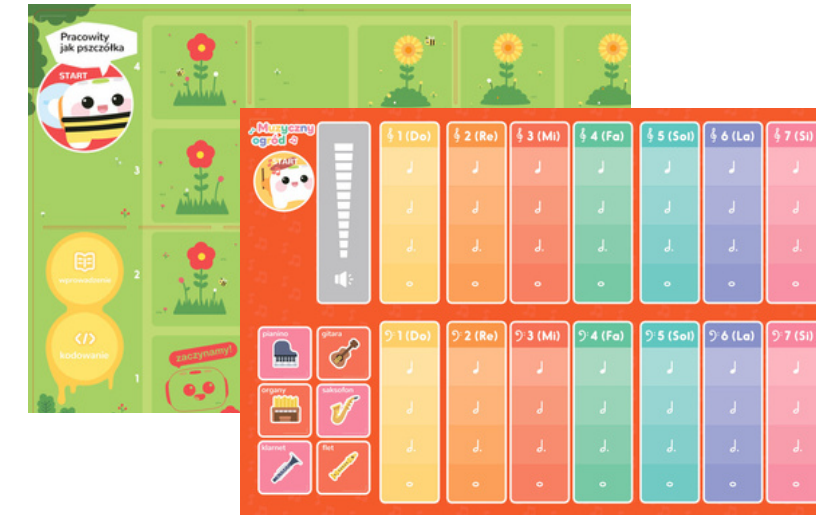 Pracowity
jak pszczółka
START
4
3
2
1
wprowadzenie
</>
kodowanie
zaczynamy!
Muzyczny
ogród
START
1 (Do)
2 (Re)
3 (Mi)
4 (Fa)
5 (Sol)
6 (La)
7 (Si)
pianino
gitara
organy
saksofon
klarnet
flet
1 (Do)
2 (Re)
3 (Mi)
4 (Fa)
5 (Sol)
6 (La)
7 (Si)